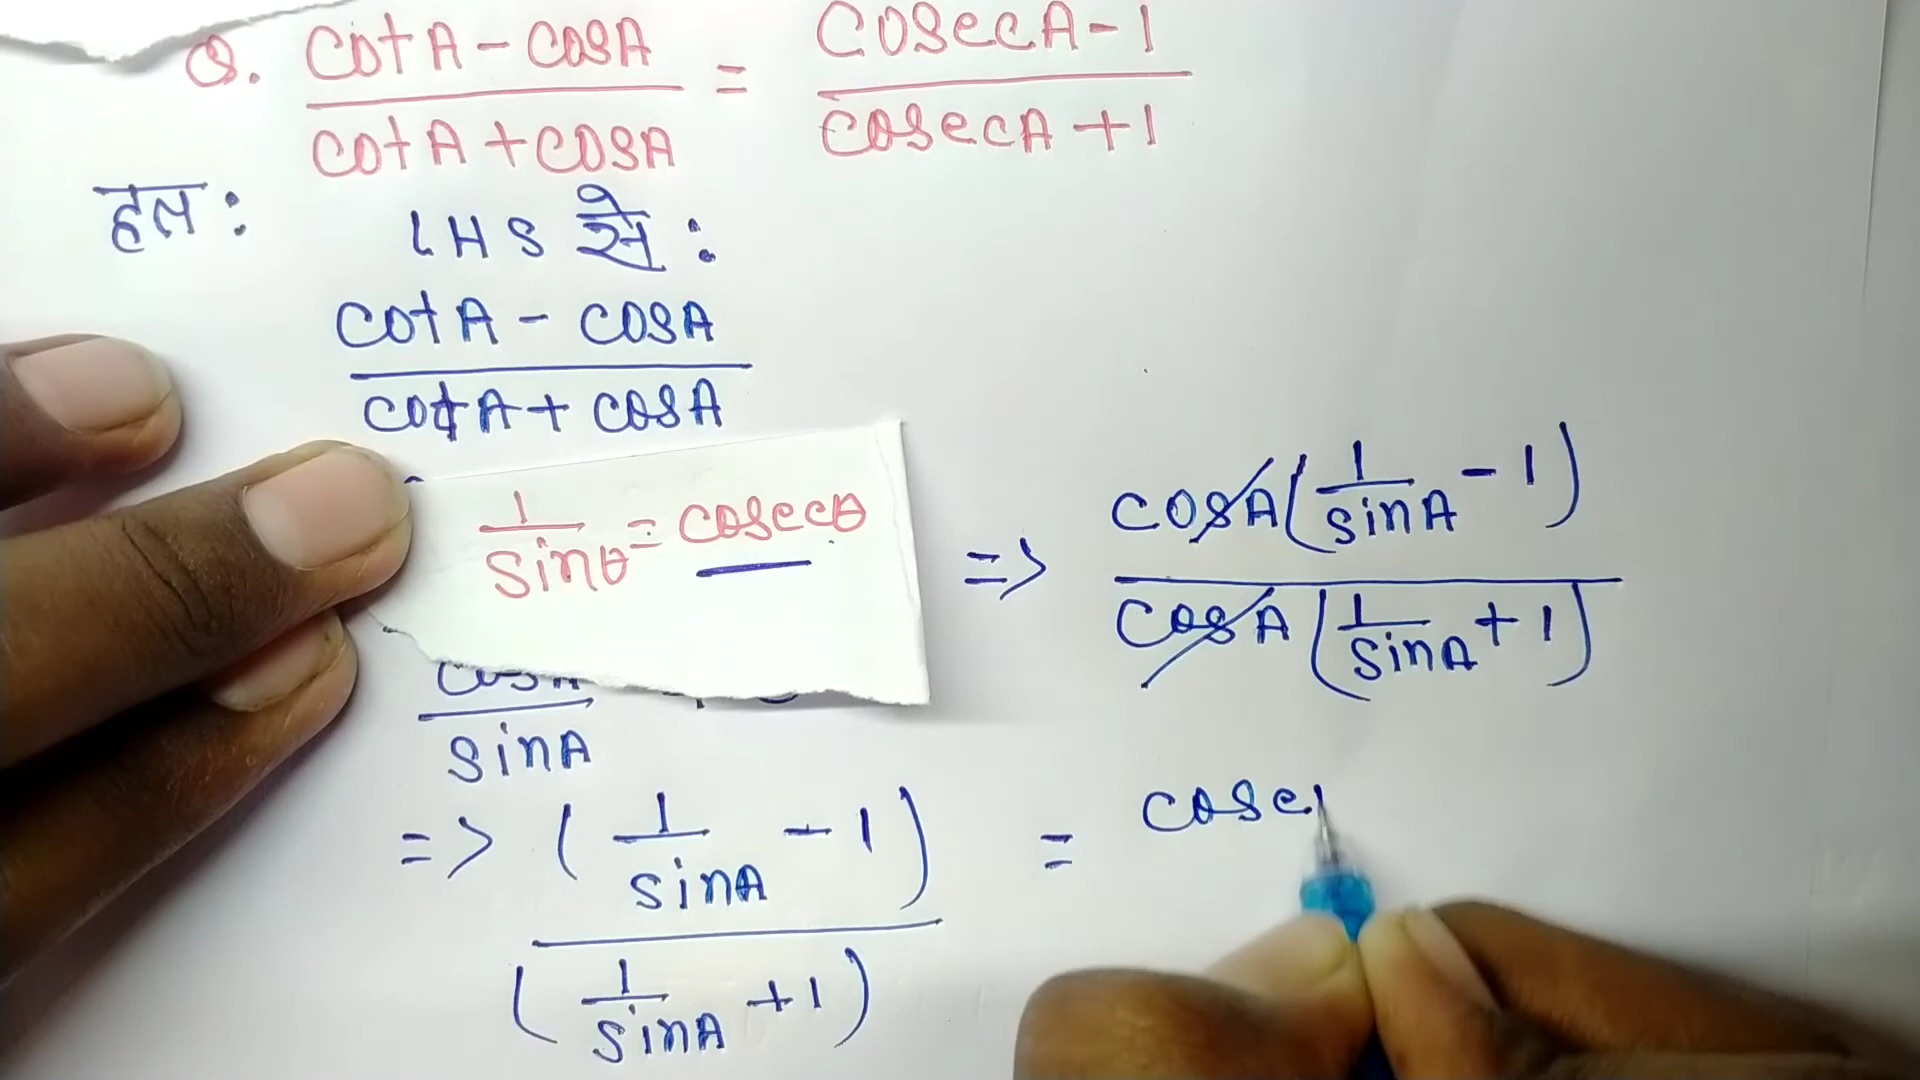 Q. cotA - cosA / cotA + cosA = cosecA - 1 / cosecA + 1
हल: LHS से :
cotA - cosA
cotA + cosA
1/sinθ = cosecθ
=> cosA(1/sinA - 1)
cosA(1/sinA + 1)
sinA
=> (1/sinA - 1)
(1/sinA + 1)
= cosec